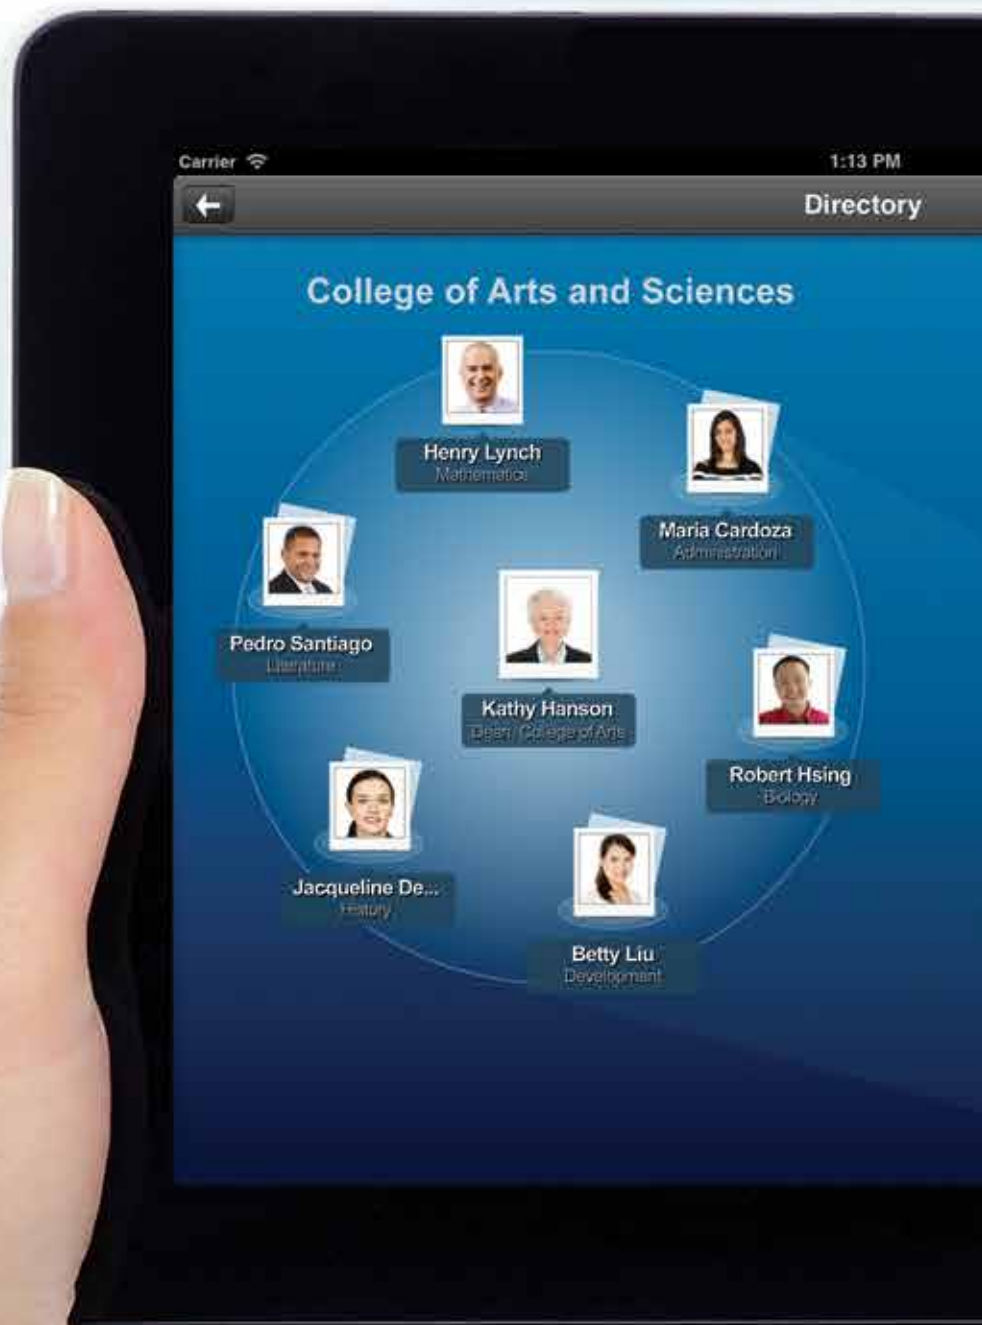 Carrier
1:13 PM
Directory
College of Arts and Sciences
Henry Lynch
Mathematics
Maria Cardoza
Administration
Pedro Santiago
Literature
Kathy Hanson
Dean, College of Arts
Robert Hsing
Biology
Jacqueline De...
History
Betty Liu
Development